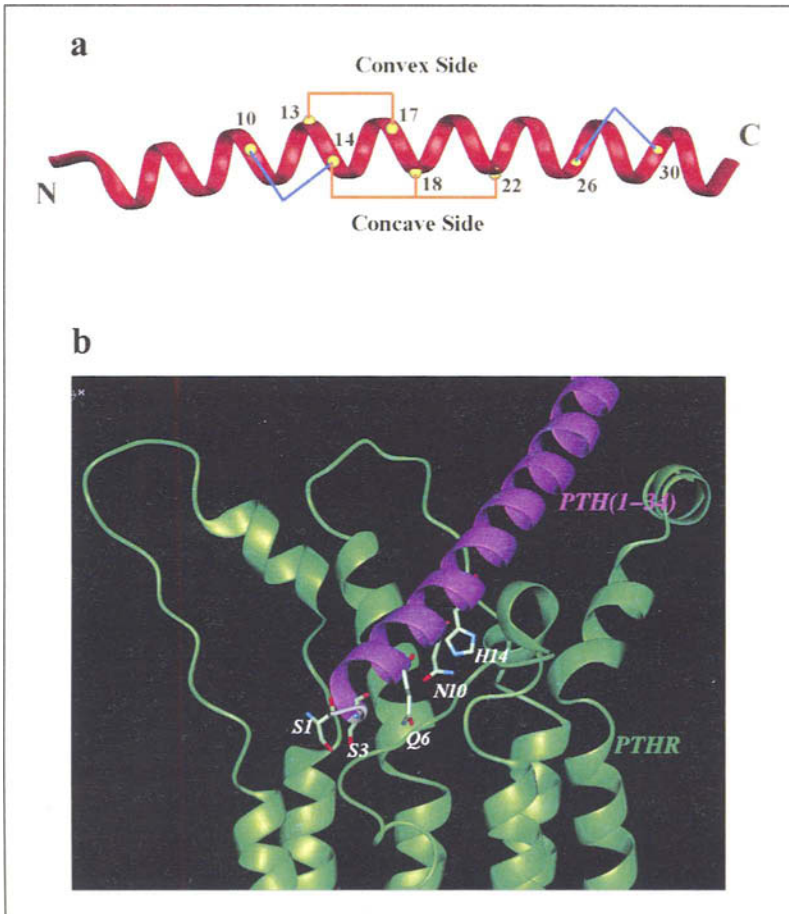 a
Convex Side
13
17
10
14
C
N
18
22
26
30
Concave Side
b
PTH(1-34)
H14
N10
S1
S3
Q6
PTHR